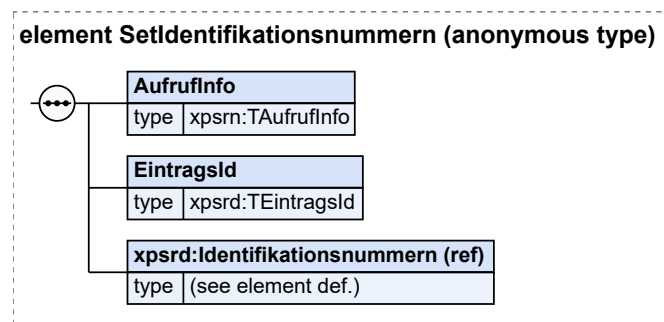 element SetIdentifikationsnummern (anonymous type)
AufrufInfo
type xpsrn:TAufrufInfo
EintragsId
type xpsrd:TEintragsId
xpsrd:Identifikationsnummern (ref)
type (see element def.)